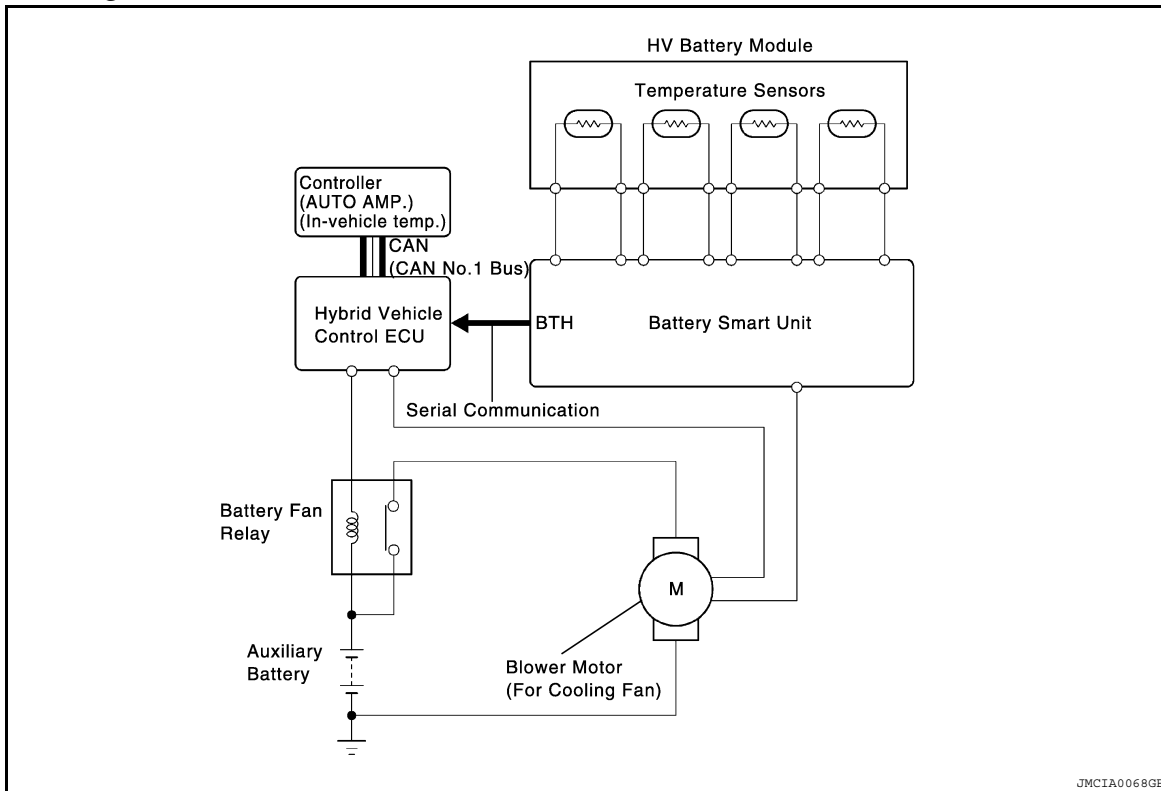 HV Battery Module
Temperature Sensors
Controller
(AUTO AMP.)
(In-vehicle temp.)
CAN
(CAN No.1 Bus)
Hybrid Vehicle
Control ECU
BTH
Battery Smart Unit
Serial Communication
Battery Fan
Relay
M
Auxiliary
Battery
Blower Motor
(For Cooling Fan)